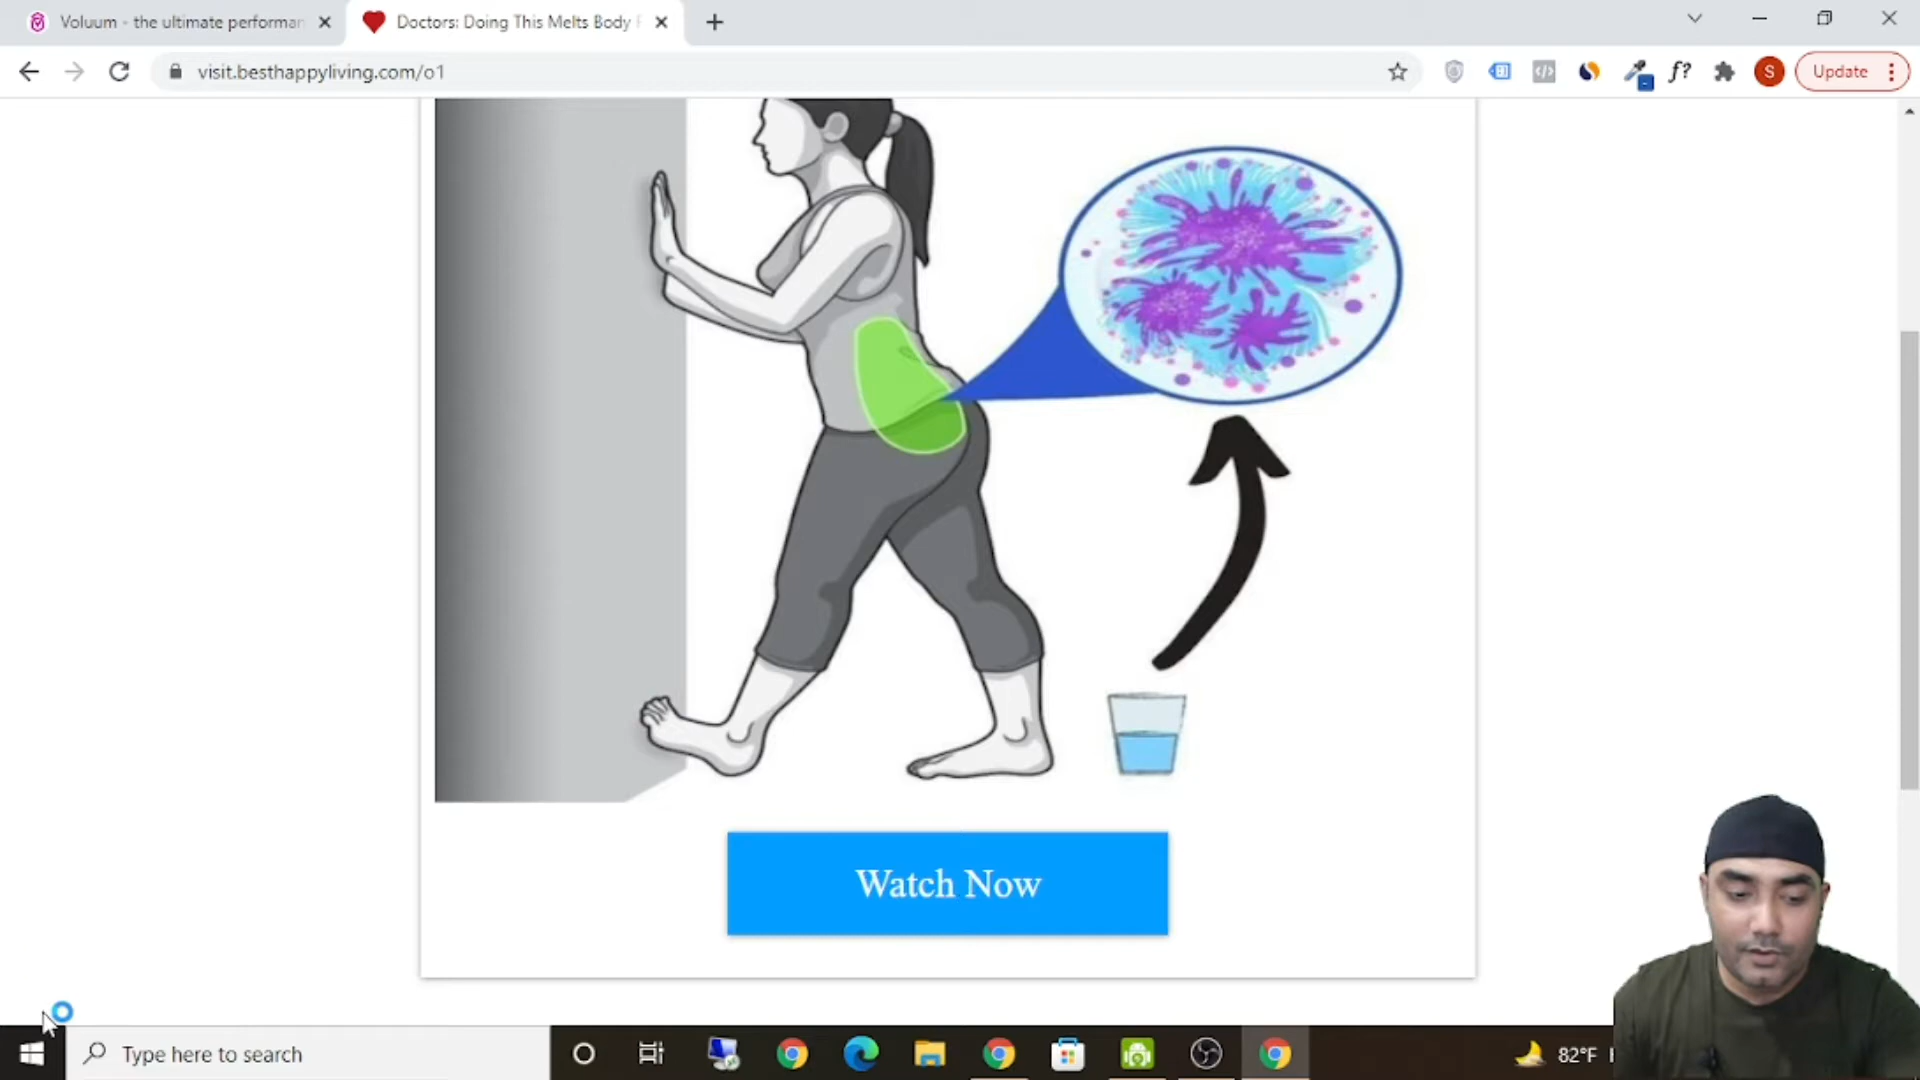 Voluum - the ultimate performan
Doctors: Doing This Melts Body
visit.besthappyliving.com/o1
f?
S
Update
Watch Now
Type here to search
82°F